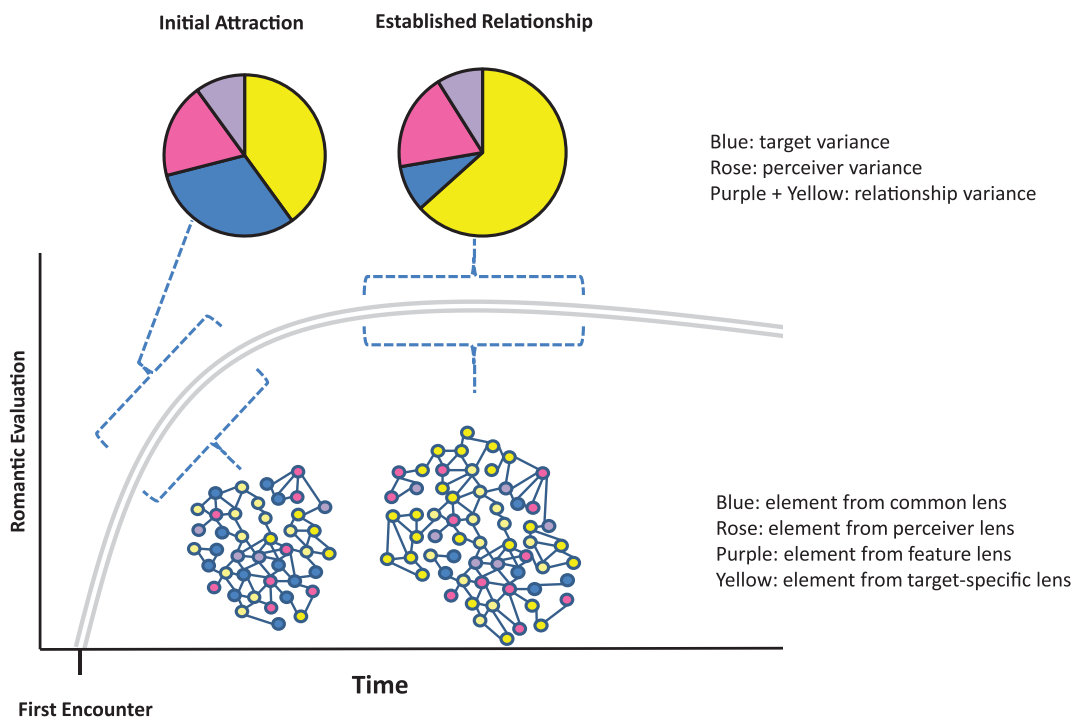 Initial Attraction
Established Relationship
Blue: target variance
Rose: perceiver variance
Purple + Yellow: relationship variance
Romantic Evaluation
Blue: element from common lens
Rose: element from perceiver lens
Purple: element from feature lens
Yellow: element from target-specific lens
Time
First Encounter